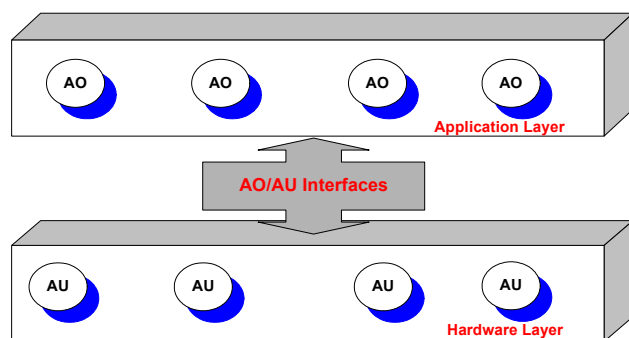 AO AO AO AO
Application Layer
AO/AU Interfaces
AU AU AU AU
Hardware Layer